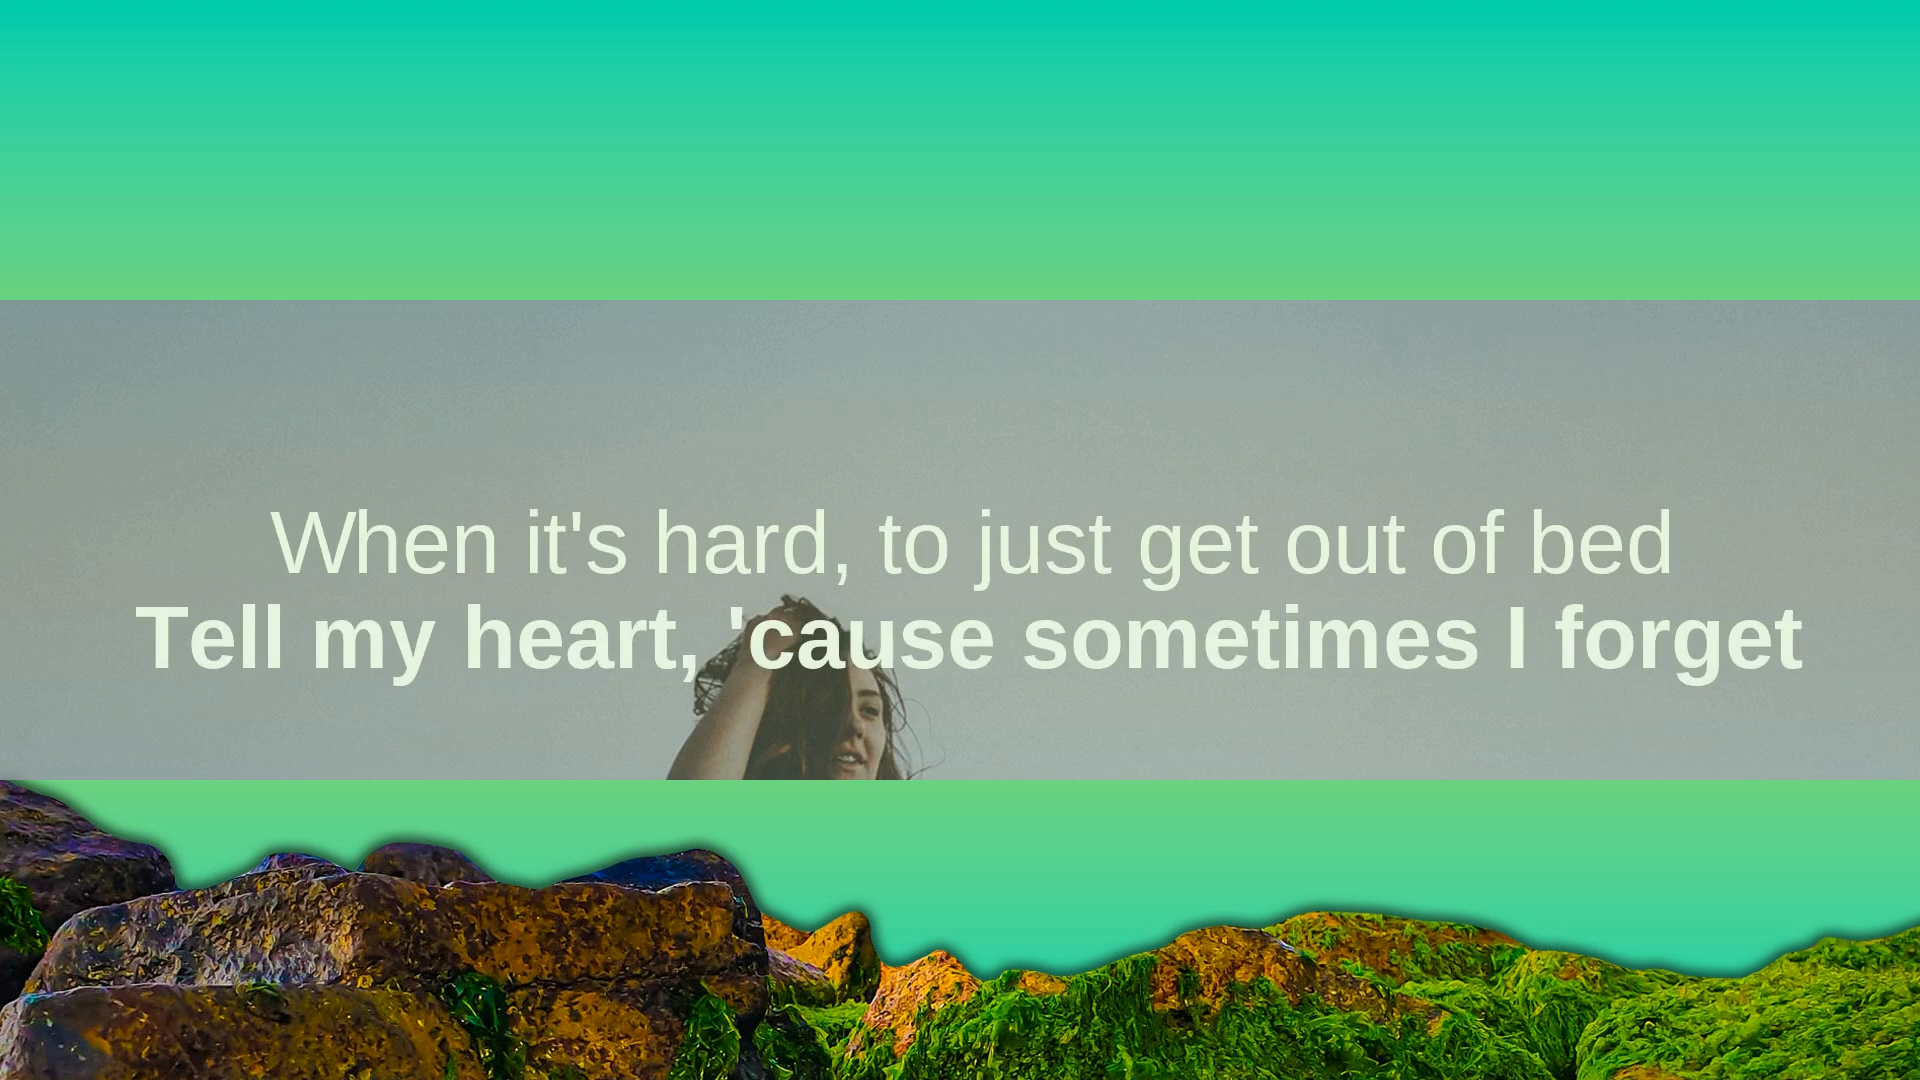 When it's hard, to just get out of bed
Tell my heart, 'cause sometimes I forget